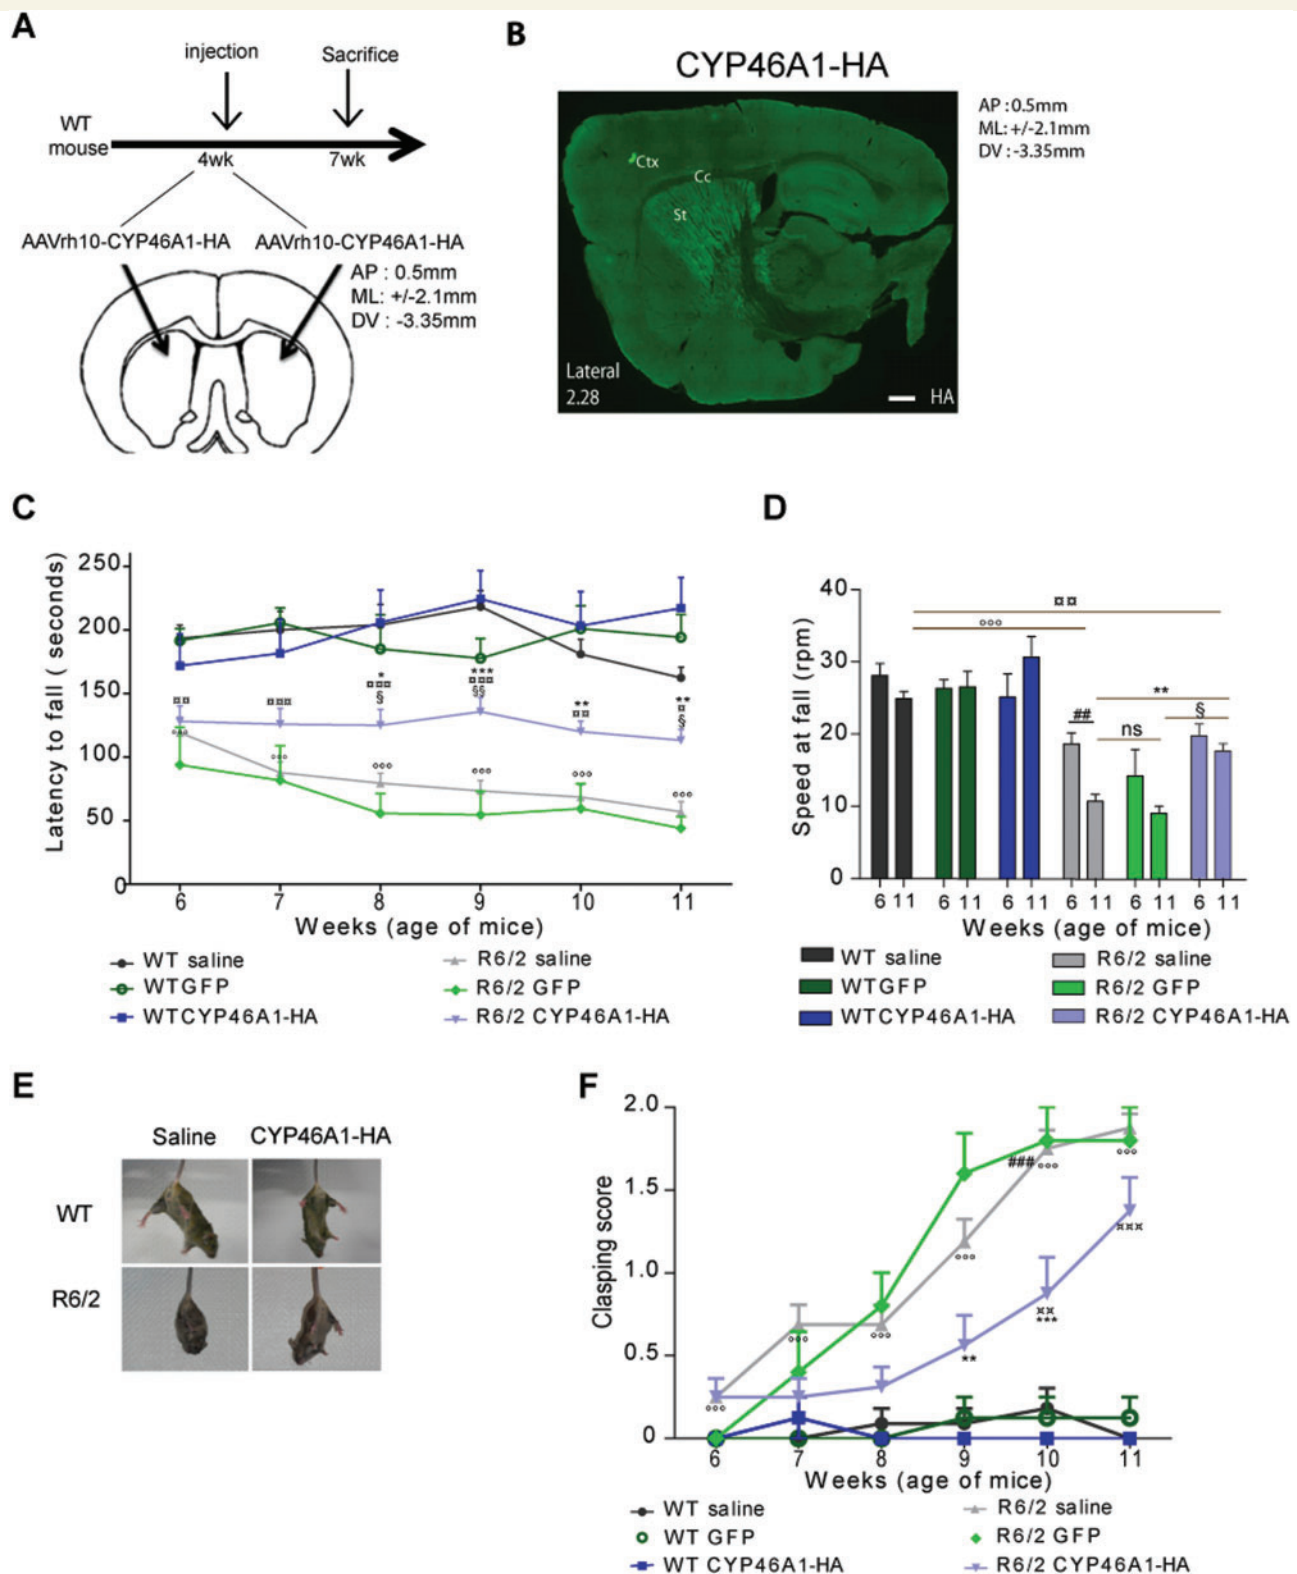 A
injection
Sacrifice
WT
mouse
4wk
7wk
AAVrh10-CYP46A1-HA
AAVrh10-CYP46A1-HA
AP : 0.5mm
ML: +/-2.1mm
DV : -3.35mm
B
CYP46A1-HA
AP : 0.5mm
ML: +/-2.1mm
DV : -3.35mm
Ctx
Cc
St
Lateral
2.28
HA
C
Latency to fall ( seconds)
250
200
150
100
50
0
¤¤
¤¤¤
*
¤¤¤
§
***
¤¤¤
§§
**
¤¤
**
¤
§
°°°
°°°
°°°
°°°
°°°
°°°
6 7 8 9 10 11
Weeks (age of mice)
WT saline
WTGFP
WTCYP46A1-HA
R6/2 saline
R6/2 GFP
R6/2 CYP46A1-HA
D
Speed at fall (rpm)
40
30
20
10
0
¤¤
°°°
##
**
ns
§
6 11 6 11 6 11 6 11 6 11 6 11
Weeks (age of mice)
WT saline
WTGFP
WTCYP46A1-HA
R6/2 saline
R6/2 GFP
R6/2 CYP46A1-HA
E
Saline
CYP46A1-HA
WT
R6/2
F
Clasping score
2.0
1.5
1.0
0.5
0
°°°
°°°
°°°
°°°
###
°°°
°°°
**
¤¤
***
¤¤¤
6 7 8 9 10 11
Weeks (age of mice)
WT saline
WT GFP
WT CYP46A1-HA
R6/2 saline
R6/2 GFP
R6/2 CYP46A1-HA